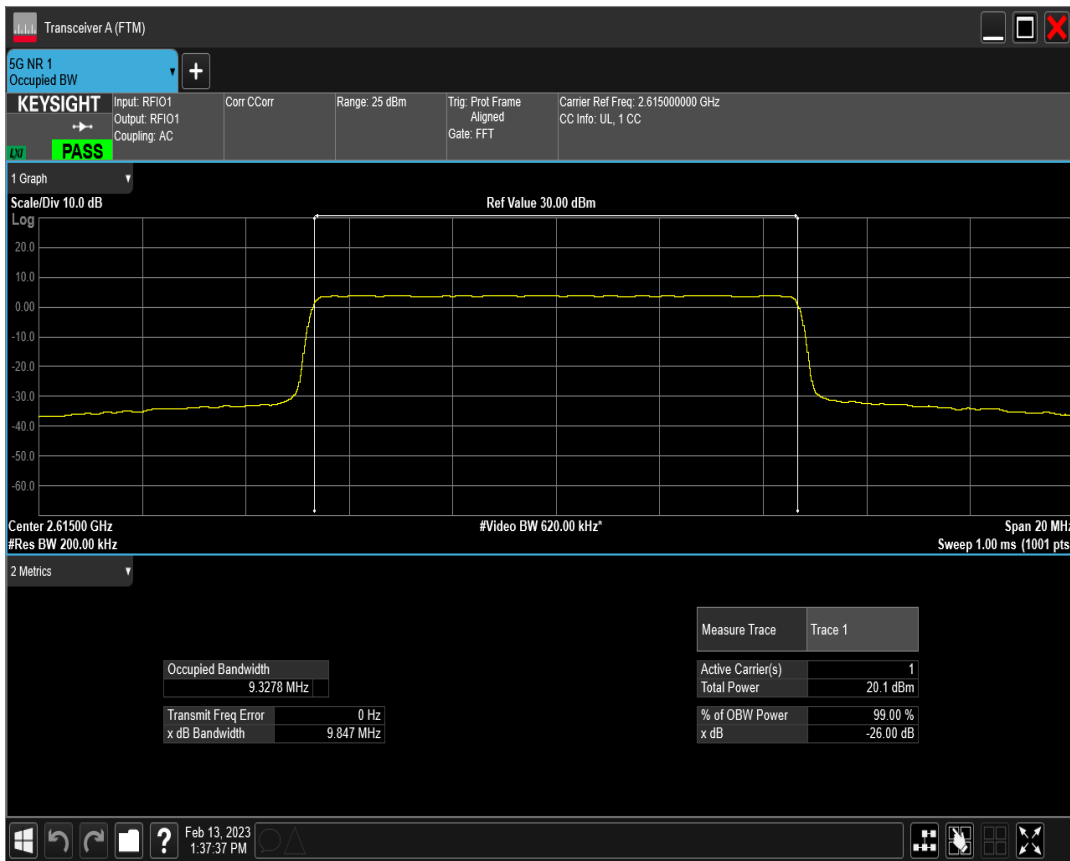 Transceiver A (FTM)
5G NR 1
Occupied BW
+
KEYSIGHT
LXI
PASS
Input: RFIO1
Output: RFIO1
Coupling: AC
Corr CCorr
Range: 25 dBm
Trig: Prot Frame
Aligned
Gate: FFT
Carrier Ref Freq: 2.615000000 GHz
CC Info: UL, 1 CC
1 Graph
Scale/Div 10.0 dB
Ref Value 30.00 dBm
Log
20.0
10.0
0.00
-10.0
-20.0
-30.0
-40.0
-50.0
-60.0
Center 2.61500 GHz
#Video BW 620.00 kHz*
Span 20 MHz
#Res BW 200.00 kHz
Sweep 1.00 ms (1001 pts
2 Metrics
Measure Trace Trace 1
Occupied Bandwidth
9.3278 MHz
Active Carrier(s) 1
Total Power 20.1 dBm
Transmit Freq Error 0 Hz
x dB Bandwidth 9.847 MHz
% of OBW Power 99.00 %
x dB -26.00 dB
?
Feb 13, 2023
1:37:37 PM